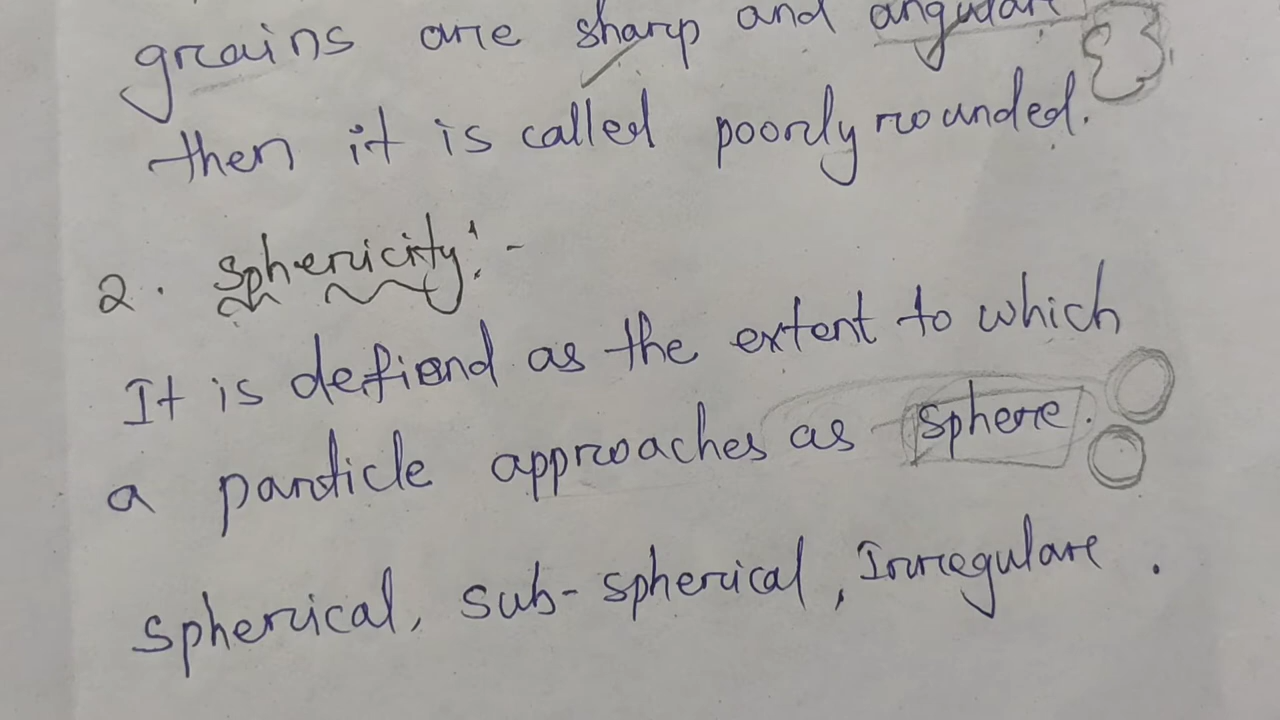 grains are sharp and angular
then it is called poorly rounded.
2. Sphericity:-
It is defiend as the extent to which
a particle approaches as sphere.
Spherical, sub-spherical, Irregular.